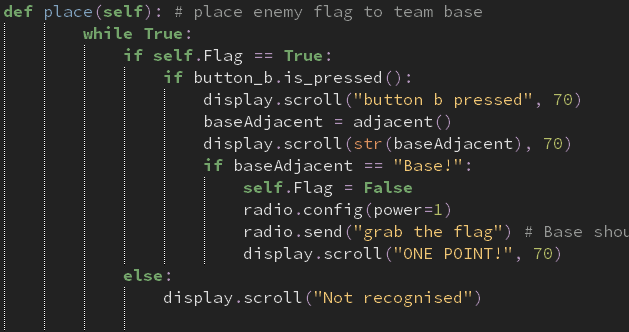 def place(self): # place enemy flag to team base
while True:
if self.Flag == True:
if button_b.is_pressed():
display.scroll("button b pressed", 70)
baseAdjacent = adjacent()
display.scroll(str(baseAdjacent), 70)
if baseAdjacent == "Base!":
self.Flag = False
radio.config(power=1)
radio.send("grab the flag") # Base shou
display.scroll("ONE POINT!", 70)
else:
display.scroll("Not recognised")